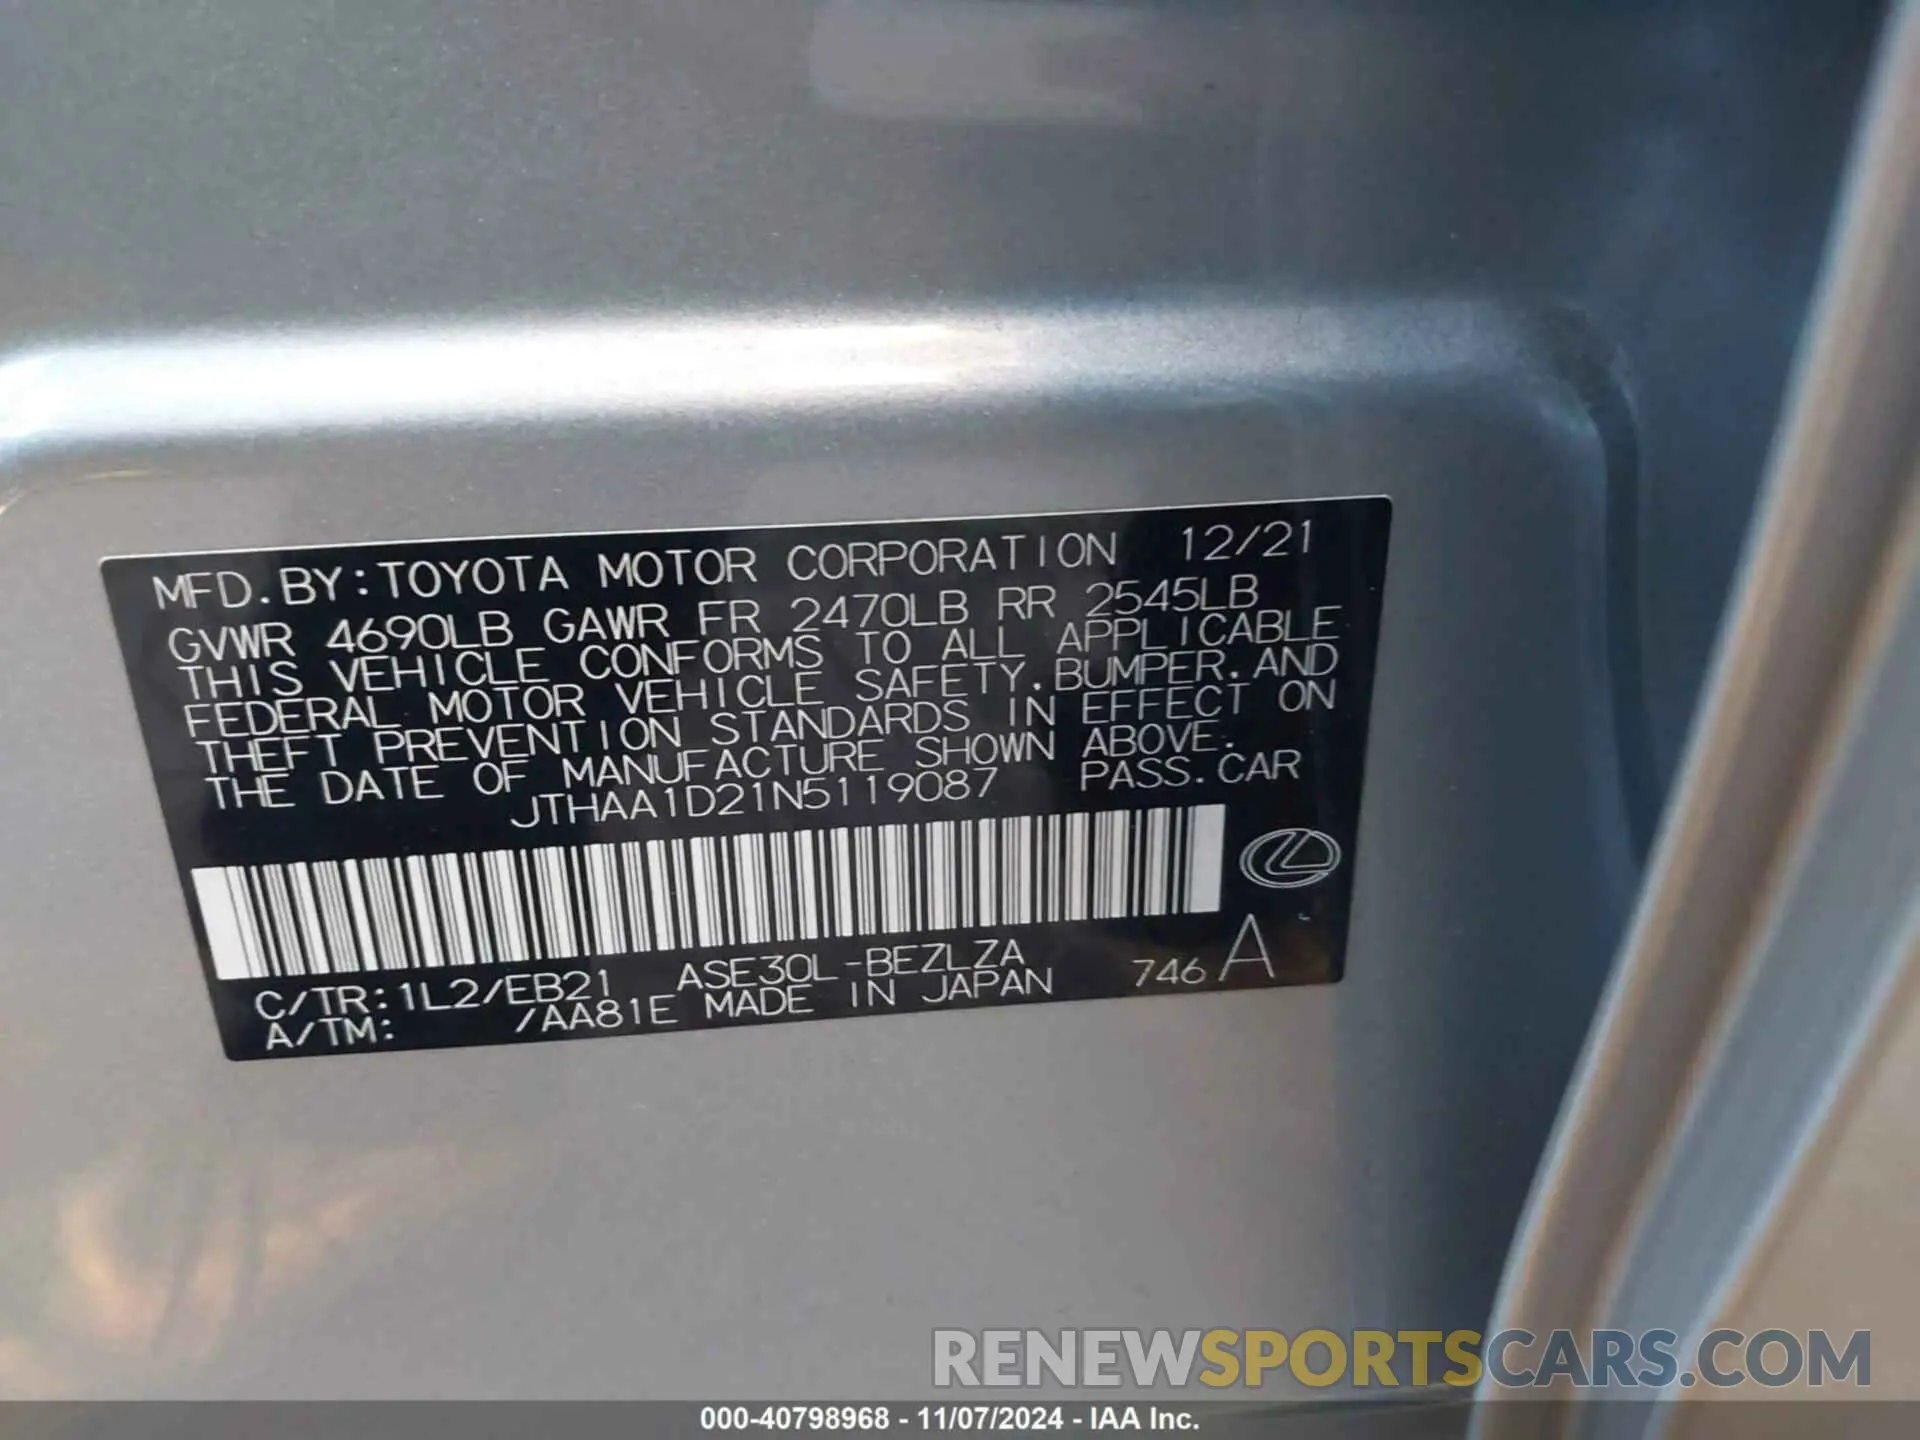 MFD. BY: TOYOTA MOTOR CORPORATION 12/21
GVWR 4690LB GAWR FR 2470LB RR 2545LB
THIS VEHICLE CONFORMS TO ALL APPLICABLE
FEDERAL MOTOR VEHICLE SAFETY, BUMPER, AND
THEFT PREVENTION STANDARDS IN EFFECT ON
THE DATE OF MANUFACTURE SHOWN ABOVE.
JTHAA1D21N5119087 PASS. CAR
C/TR: 1L2/EB21 ASE30L-BEZLZA
A/TM: /AA81E MADE IN JAPAN 746 A
RENEWSPORTSCARS.COM
000-40798968 - 11/07/2024 - IAA Inc.